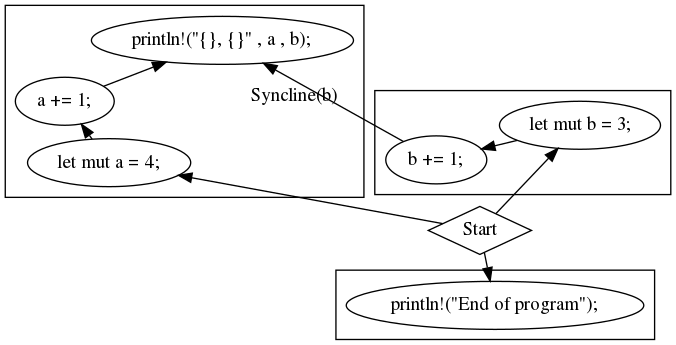 println!("{}, {}" , a , b);
a += 1;
Syncline(b)
let mut b = 3;
let mut a = 4;
b += 1;
Start
println!("End of program");